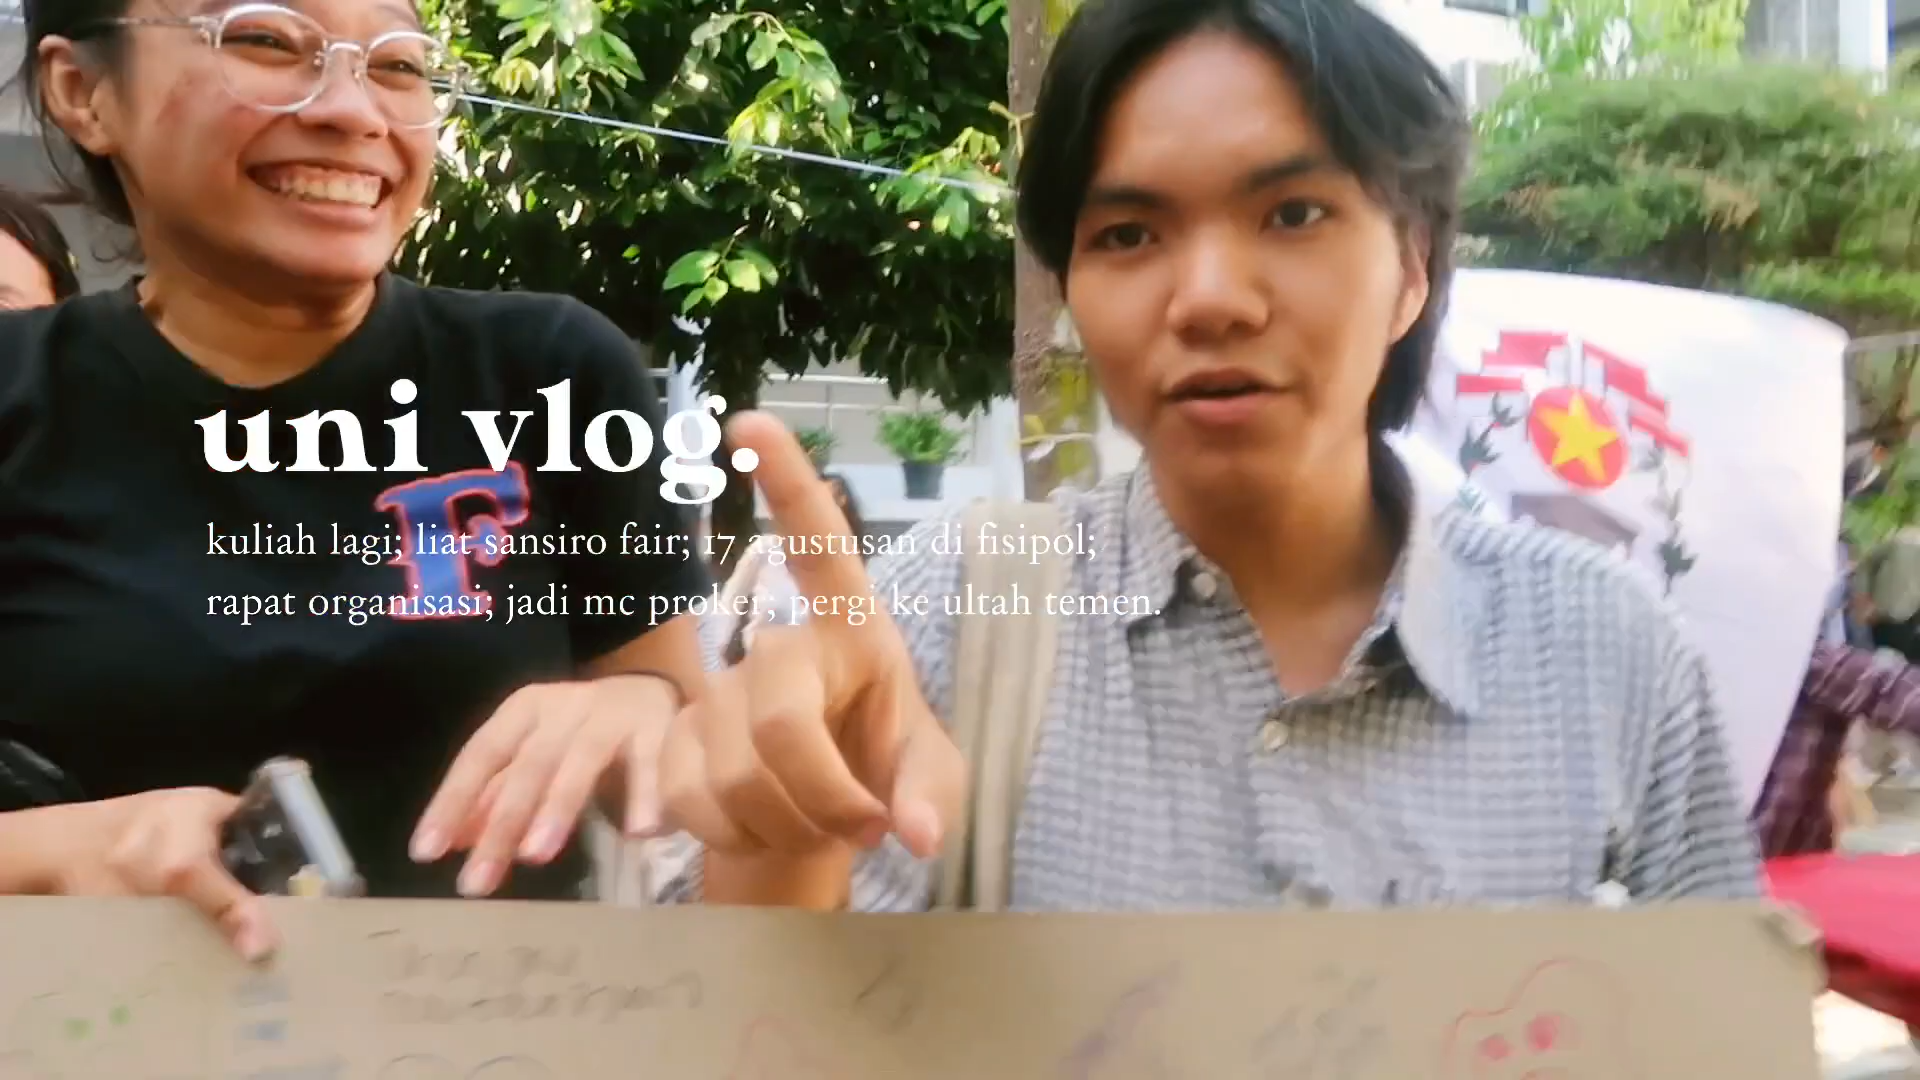 uni vlog.
F
kuliah lagi; liat sansiro fair; 17 agustusan di fisipol;
rapat organisasi; jadi mc proker; pergi ke ultah temen.